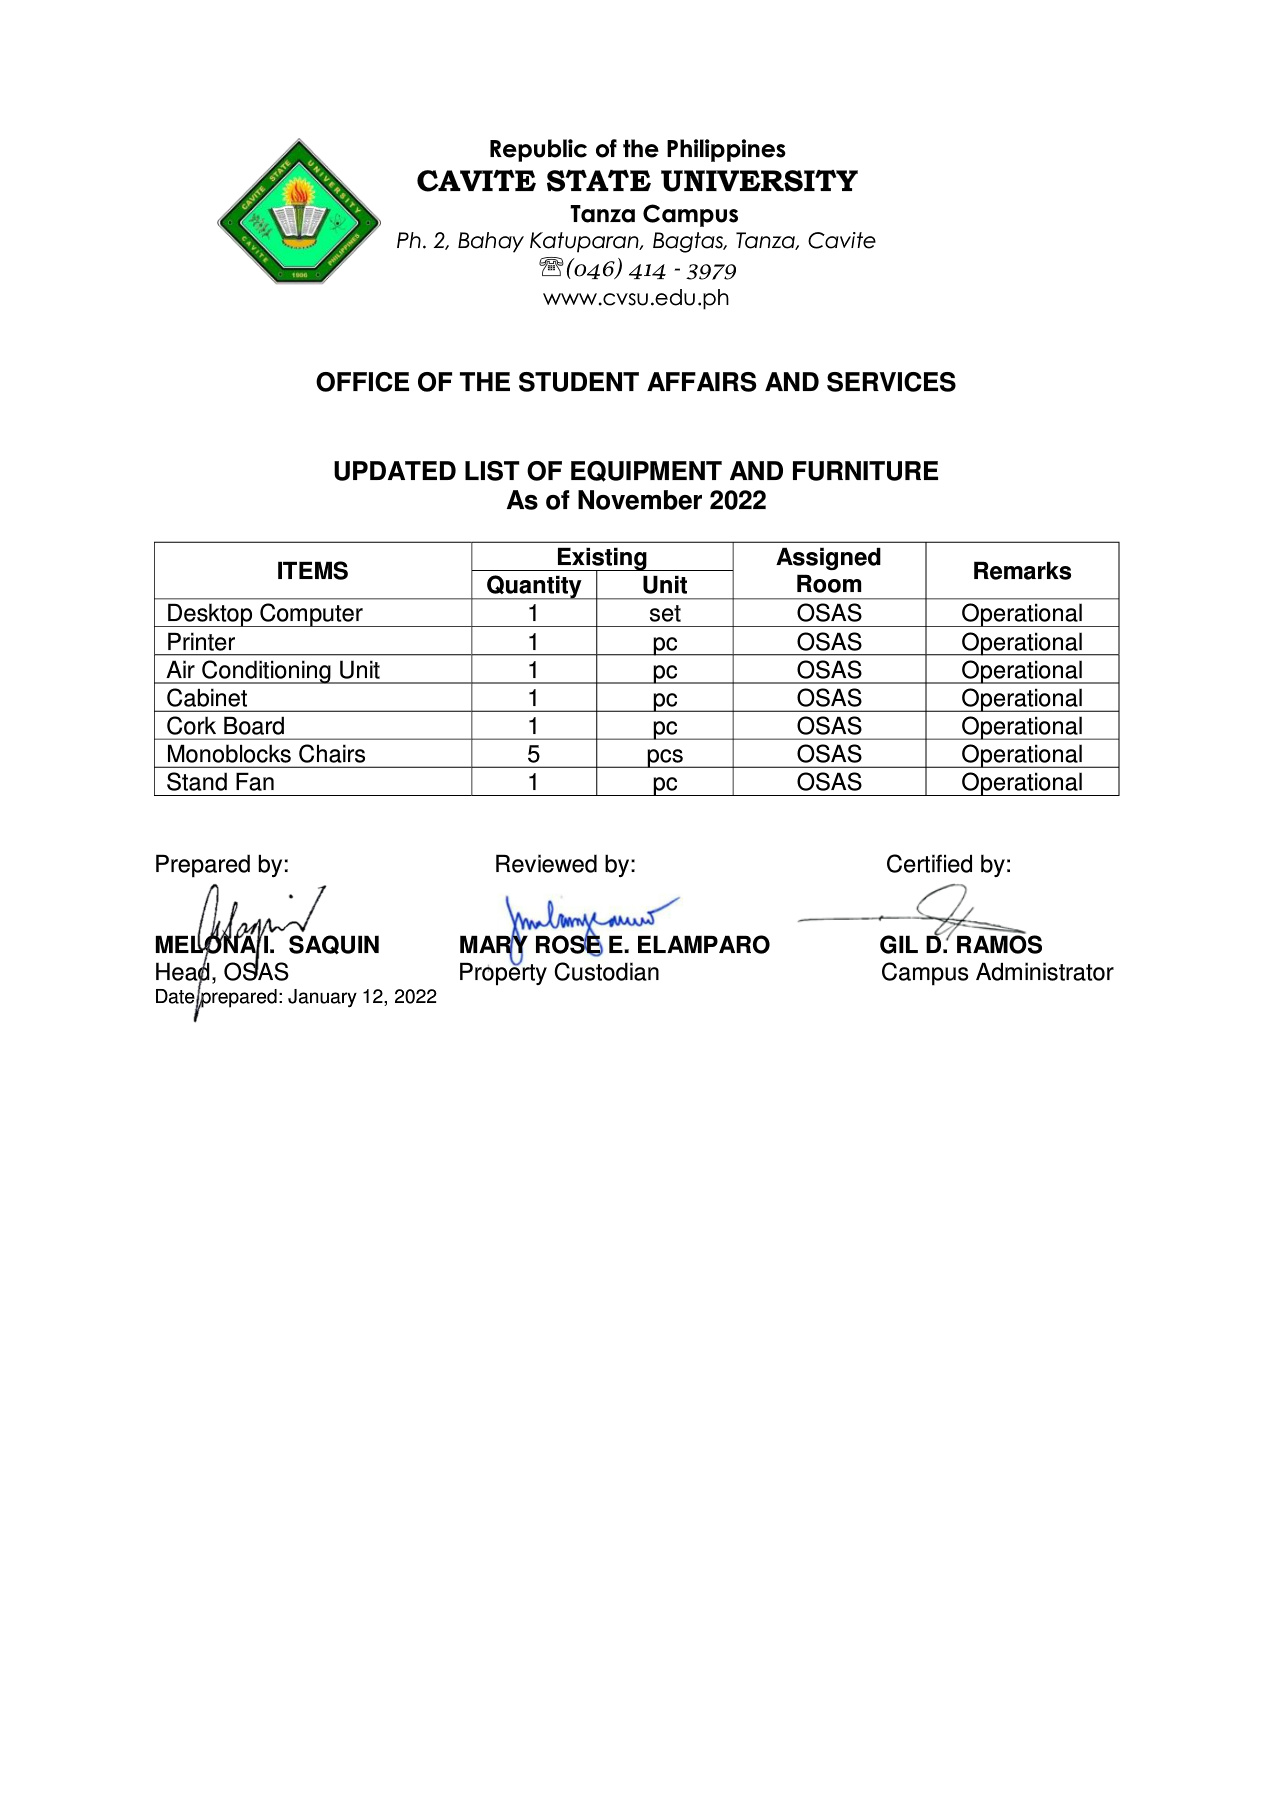 CAVITE STATE UNIVERSITY
CAVITE PHILIPPINES
1906
Republic of the Philippines
CAVITE STATE UNIVERSITY
Tanza Campus
Ph. 2, Bahay Katuparan, Bagtas, Tanza, Cavite
☏(046) 414 - 3979
www.cvsu.edu.ph
OFFICE OF THE STUDENT AFFAIRS AND SERVICES
UPDATED LIST OF EQUIPMENT AND FURNITURE
As of November 2022
ITEMS Existing Assigned Room Remarks
Quantity Unit
Desktop Computer 1 set OSAS Operational
Printer 1 pc OSAS Operational
Air Conditioning Unit 1 pc OSAS Operational
Cabinet 1 pc OSAS Operational
Cork Board 1 pc OSAS Operational
Monoblocks Chairs 5 pcs OSAS Operational
Stand Fan 1 pc OSAS Operational
Prepared by: Reviewed by: Certified by:
MELONA I. SAQUIN MARY ROSE E. ELAMPARO GIL D. RAMOS
Head, OSAS Property Custodian Campus Administrator
Date prepared: January 12, 2022